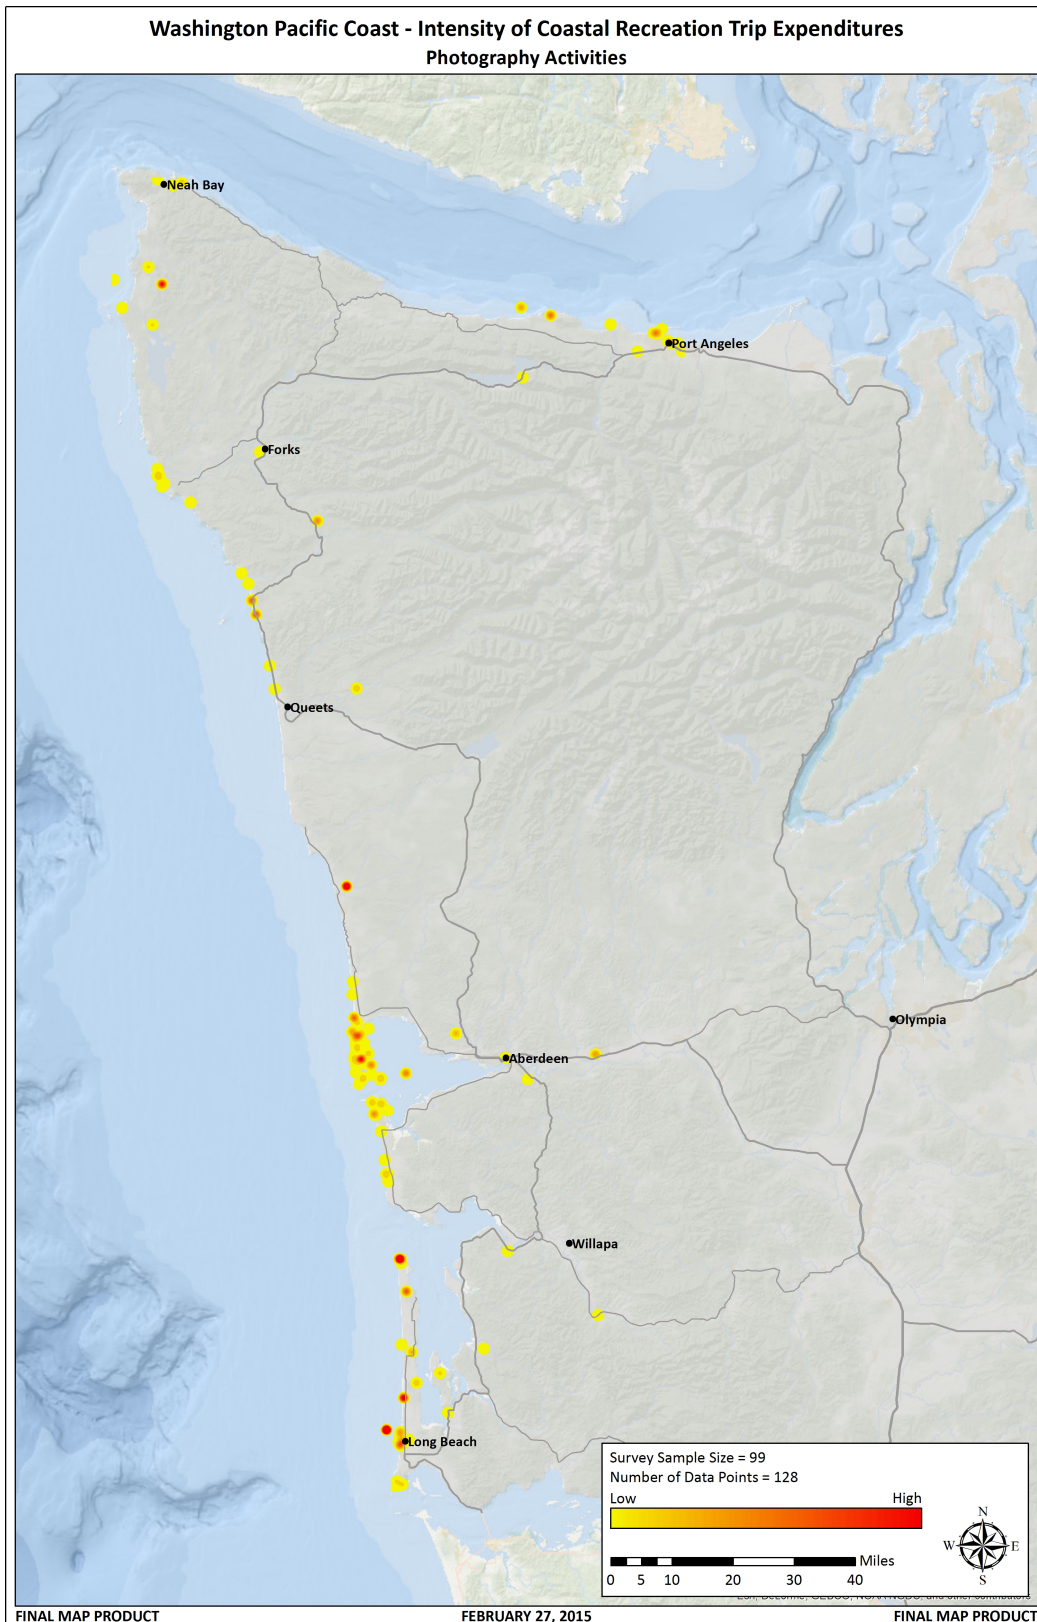 Washington Pacific Coast - Intensity of Coastal Recreation Trip Expenditures
Photography Activities
Neah Bay
Port Angeles
Forks
Queets
Olympia
Aberdeen
Willapa
Long Beach
Survey Sample Size = 99
Number of Data Points = 128
Low High
N
W E
S
Miles
0 5 10 20 30 40
FINAL MAP PRODUCT FEBRUARY 27, 2015 FINAL MAP PRODUCT